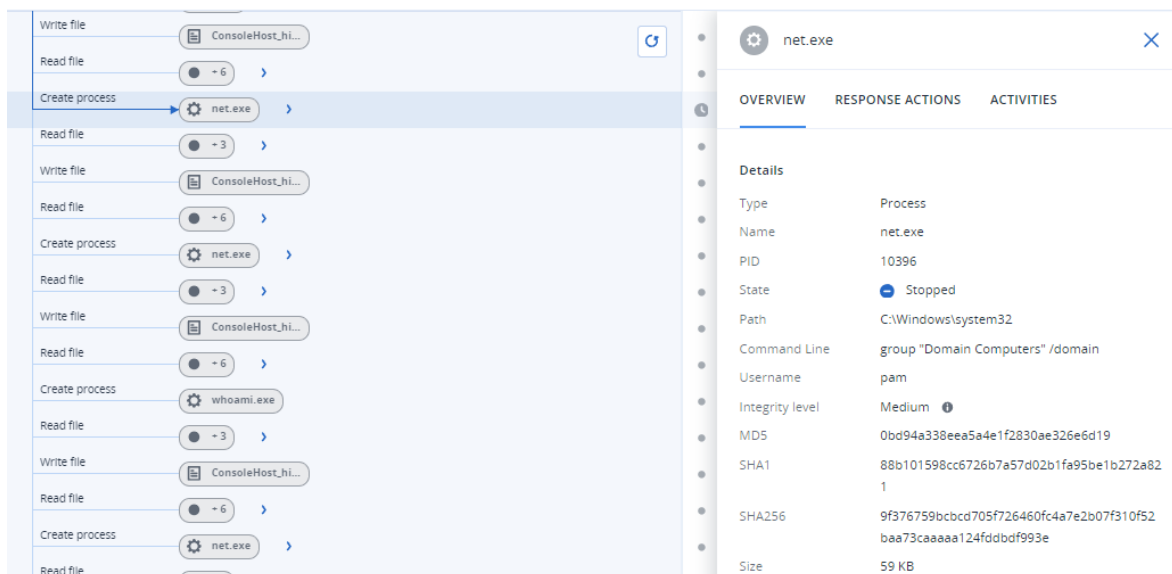 Write file
ConsoleHost_hi...
Read file
+6
Create process
net.exe
Read file
+3
Write file
ConsoleHost_hi...
Read file
+6
Create process
net.exe
Read file
+3
Write file
ConsoleHost_hi...
Read file
+6
Create process
whoami.exe
Read file
+3
Write file
ConsoleHost_hi...
Read file
+6
Create process
net.exe
Read file
net.exe
OVERVIEW RESPONSE ACTIONS ACTIVITIES
Details
Type Process
Name net.exe
PID 10396
State Stopped
Path C:\Windows\system32
Command Line group "Domain Computers" /domain
Username pam
Integrity level Medium
MD5 0bd94a338eea5a4e1f2830ae326e6d19
SHA1 88b101598cc6726b7a57d02b1fa95be1b272a82
1
SHA256 9f376759bcbcd705f726460fc4a7e2b07f310f52
baa73caaaaa124fddbdf993e
Size 59 KB